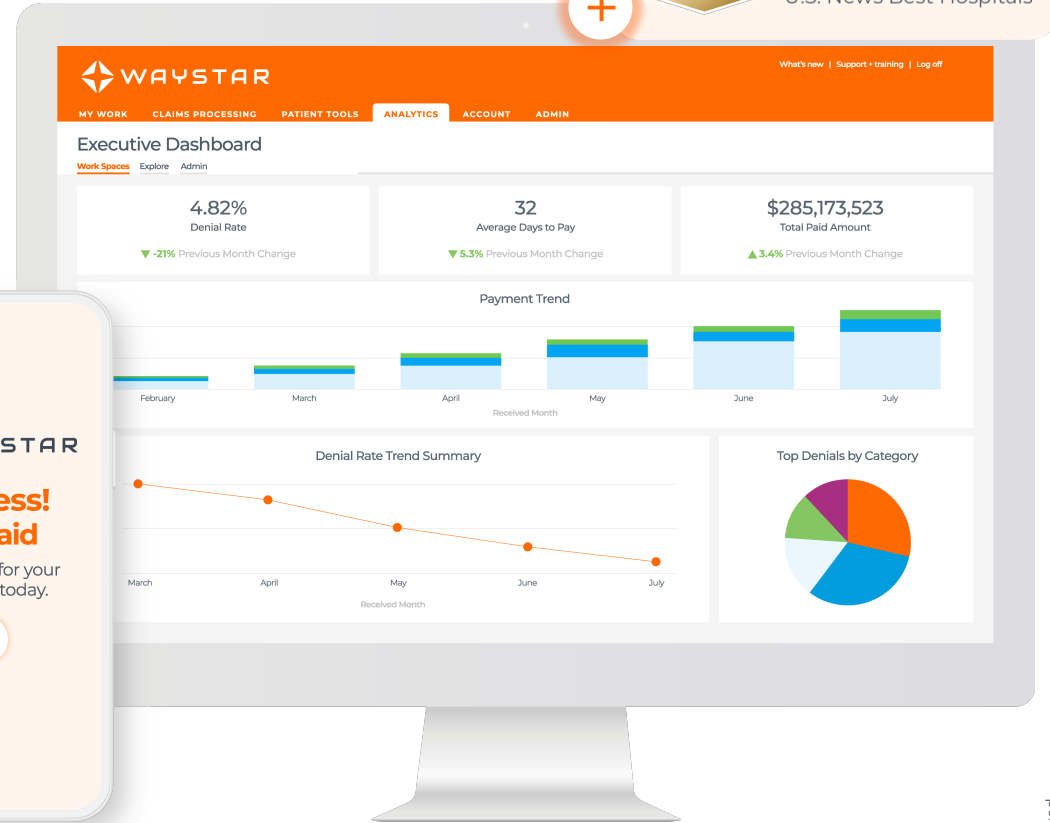 U.S. News Best Hospitals
WAYSTAR
What's new | Support + training | Log off
MY WORK CLAIMS PROCESSING PATIENT TOOLS ANALYTICS ACCOUNT ADMIN
Executive Dashboard
Work Spaces Explore Admin
4.82%
Denial Rate
-21% Previous Month Change
32
Average Days to Pay
5.3% Previous Month Change
$285,173,523
Total Paid Amount
3.4% Previous Month Change
Payment Trend
February March April May June July
Received Month
Denial Rate Trend Summary
March April May June July
Received Month
Top Denials by Category
STAR
ess!
aid
for your
today.